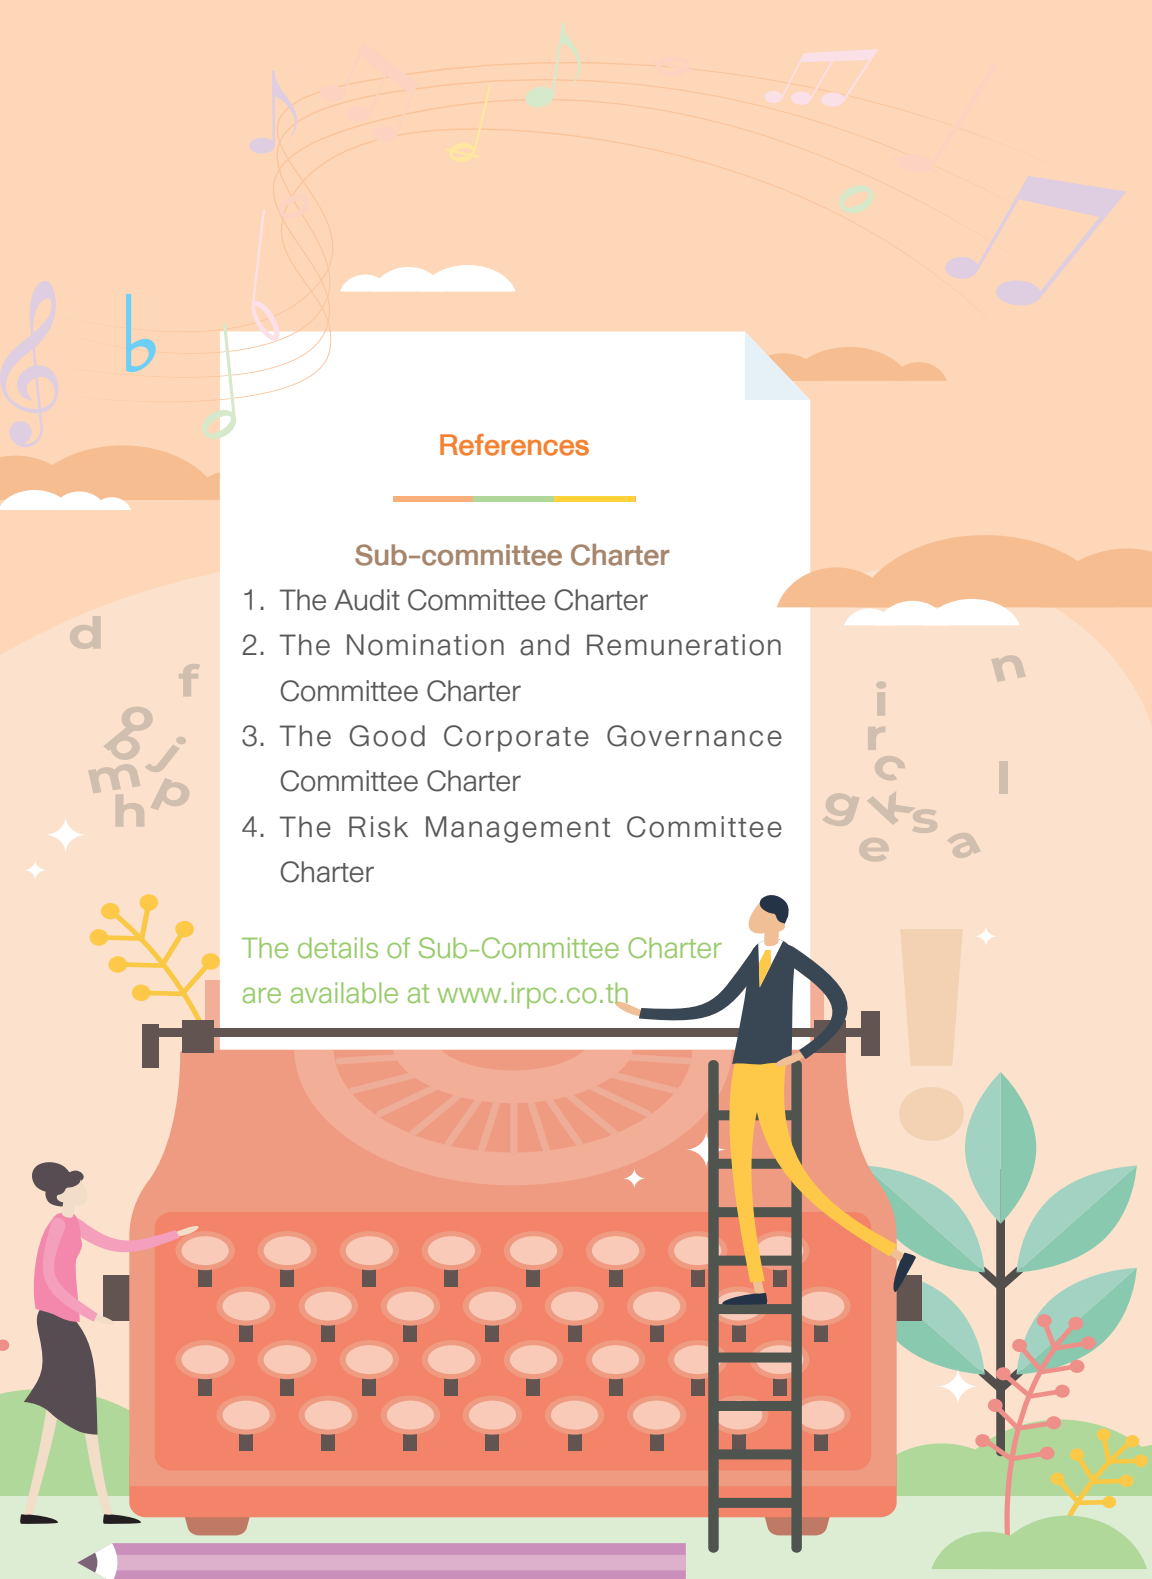 References
Sub-committee Charter
1. The Audit Committee Charter
2. The Nomination and Remuneration
Committee Charter
3. The Good Corporate Governance
Committee Charter
4. The Risk Management Committee
Charter
The details of Sub-Committee Charter
are available at www.irpc.co.th
d
f
g
b
j
m
p
h
n
i
r
c
l
g
k
s
e
a
!